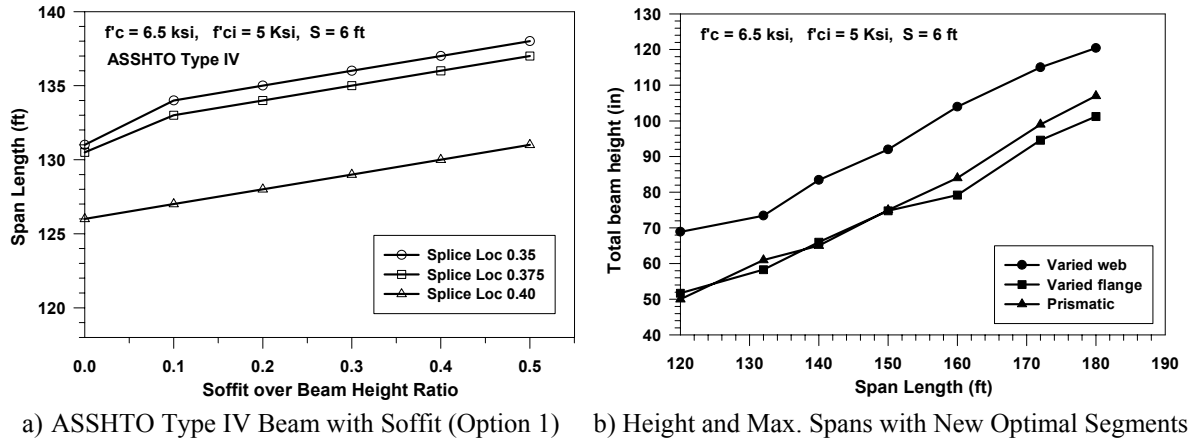 f'c = 6.5 ksi, f'ci = 5 Ksi, S = 6 ft
ASSHTO Type IV
140
135
130
125
120
Span Length (ft)
Splice Loc 0.35
Splice Loc 0.375
Splice Loc 0.40
0.0 0.1 0.2 0.3 0.4 0.5
Soffit over Beam Height Ratio
a) ASSHTO Type IV Beam with Soffit (Option 1)
f'c = 6.5 ksi, f'ci = 5 Ksi, S = 6 ft
130
120
110
100
90
80
70
60
50
40
Total beam height (in)
Varied web
Varied flange
Prismatic
120 130 140 150 160 170 180 190
Span Length (ft)
b) Height and Max. Spans with New Optimal Segments